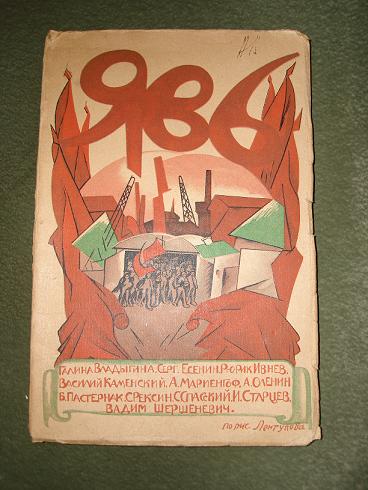 ЯВЬ
ГАЛИНА ВЛАДЫГИНА. СЕРГ. ЕСЕНИН. РЮРИК ИВНЕВ.
ВАСИЛИЙ КАМЕНСКИЙ. А. МАРИЕНГОФ. А. ОЛЕНИН
Б. ПАСТЕРНАК. С. РЕКСИН. С. СПАССКИЙ. И. СТАРЦЕВ.
ВАДИМ ШЕРШЕНЕВИЧ.
по рис. Лентулова